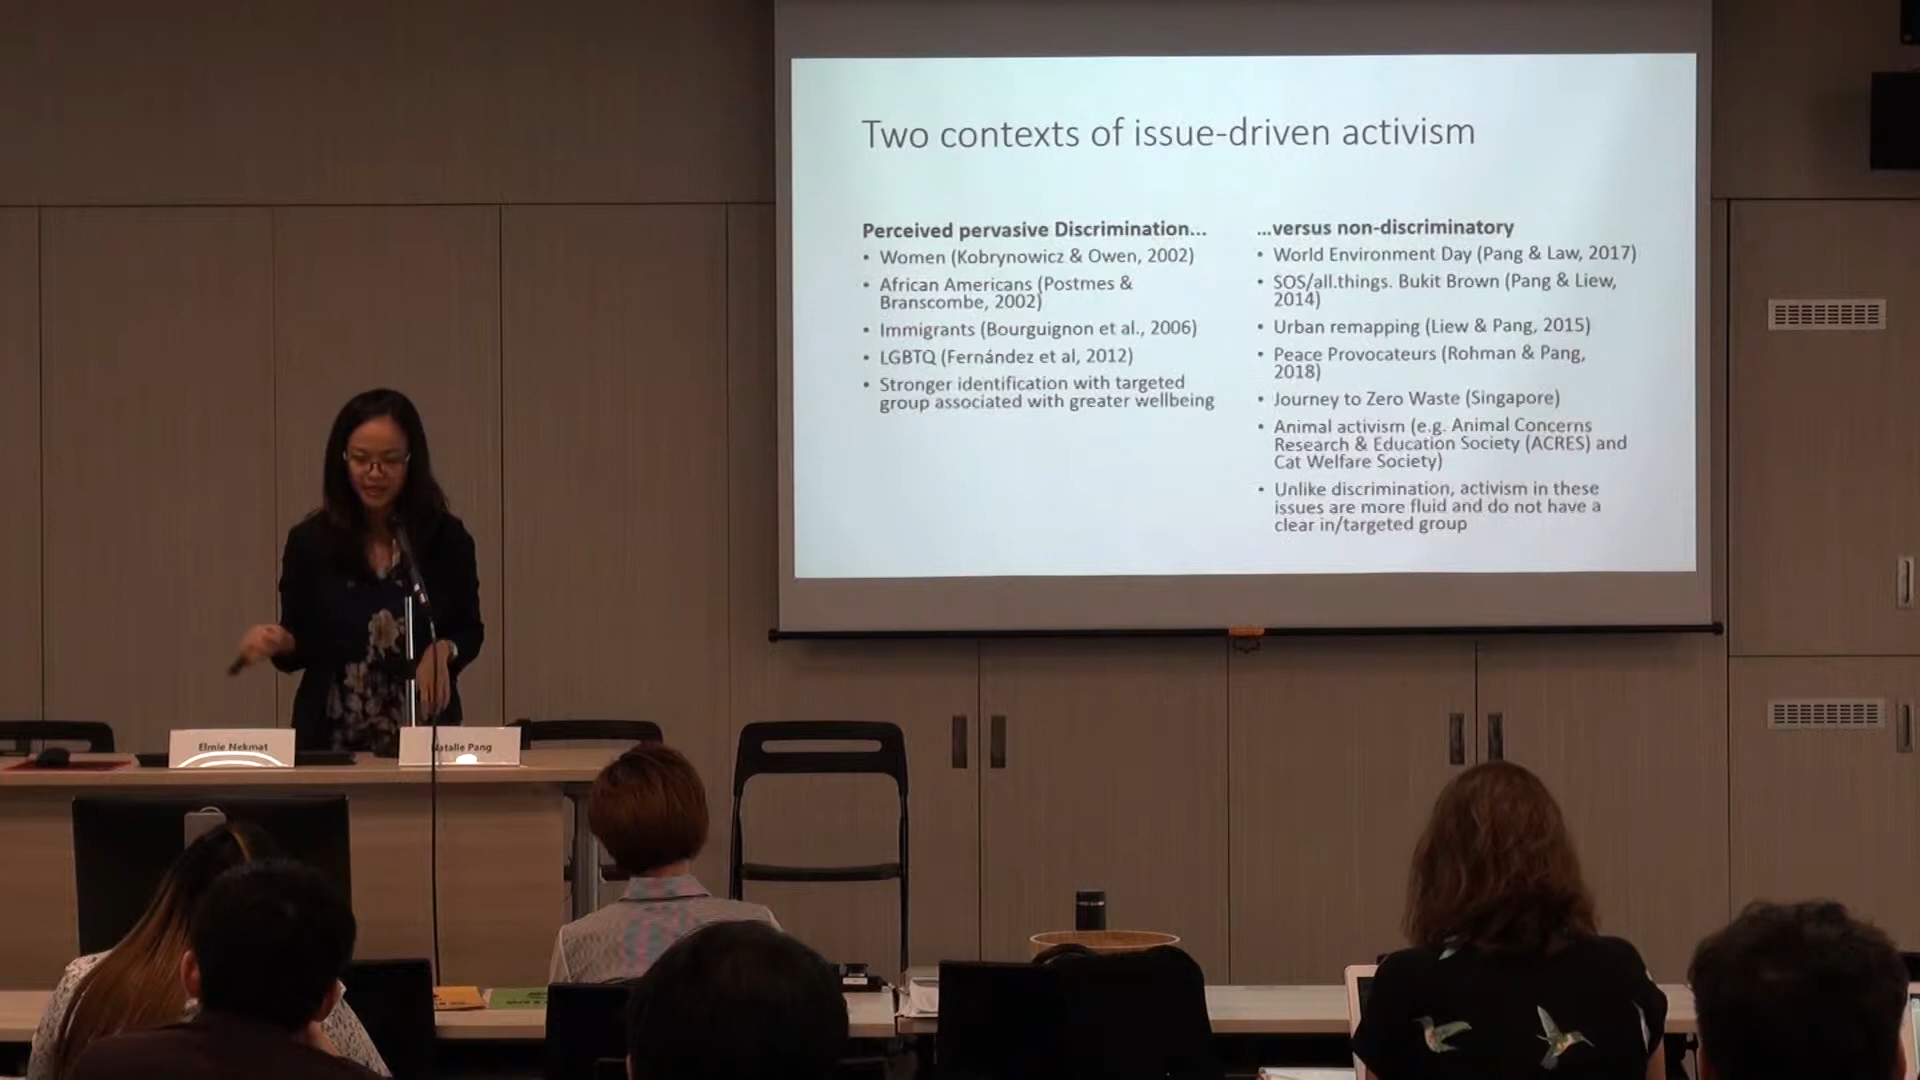 Two contexts of issue-driven activism
Perceived pervasive Discrimination...
• Women (Kobrynowicz & Owen, 2002)
• African Americans (Postmes &
Branscombe, 2002)
• Immigrants (Bourguignon et al., 2006)
• LGBTQ (Fernández et al, 2012)
• Stronger identification with targeted
group associated with greater wellbeing
...versus non-discriminatory
• World Environment Day (Pang & Law, 2017)
• SOS/all.things. Bukit Brown (Pang & Liew,
2014)
• Urban remapping (Liew & Pang, 2015)
• Peace Provocateurs (Rohman & Pang,
2018)
• Journey to Zero Waste (Singapore)
• Animal activism (e.g. Animal Concerns
Research & Education Society (ACRES) and
Cat Welfare Society)
• Unlike discrimination, activism in these
issues are more fluid and do not have a
clear in/targeted group
Elmie Nekmat
Natalie Pang